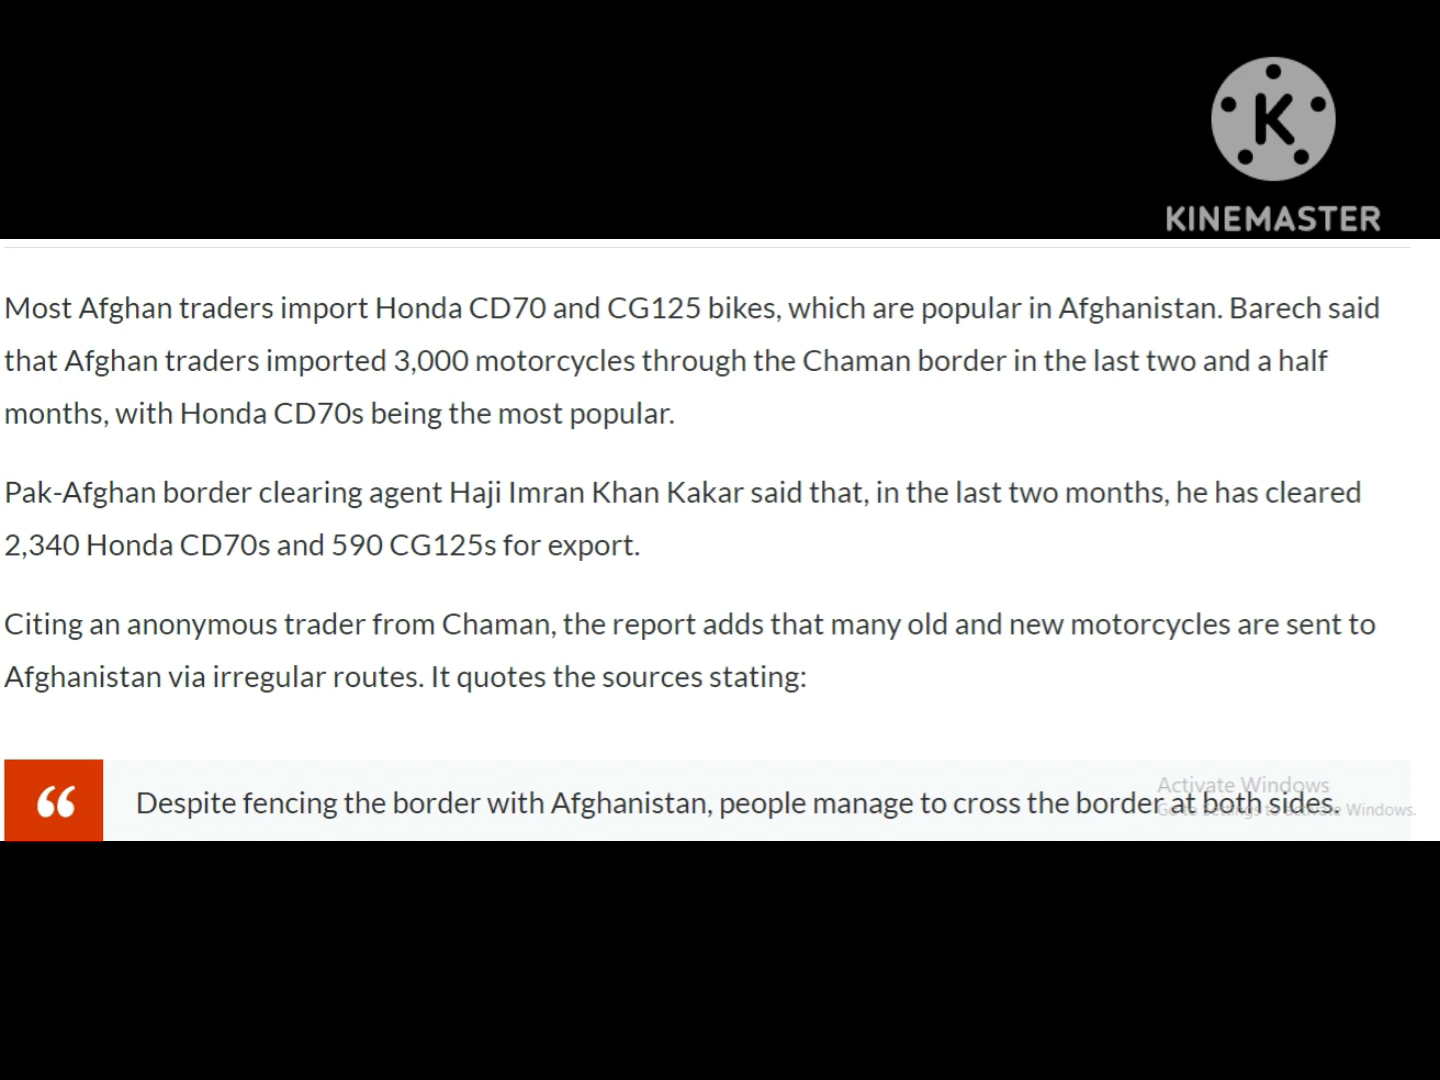 K
KINEMASTER
Most Afghan traders import Honda CD70 and CG125 bikes, which are popular in Afghanistan. Barech said
that Afghan traders imported 3,000 motorcycles through the Chaman border in the last two and a half
months, with Honda CD70s being the most popular.
Pak-Afghan border clearing agent Haji Imran Khan Kakar said that, in the last two months, he has cleared
2,340 Honda CD70s and 590 CG125s for export.
Citing an anonymous trader from Chaman, the report adds that many old and new motorcycles are sent to
Afghanistan via irregular routes. It quotes the sources stating:
“ Despite fencing the border with Afghanistan, people manage to cross the border at both sides.
Activate Windows
Go to Settings to activate Windows.